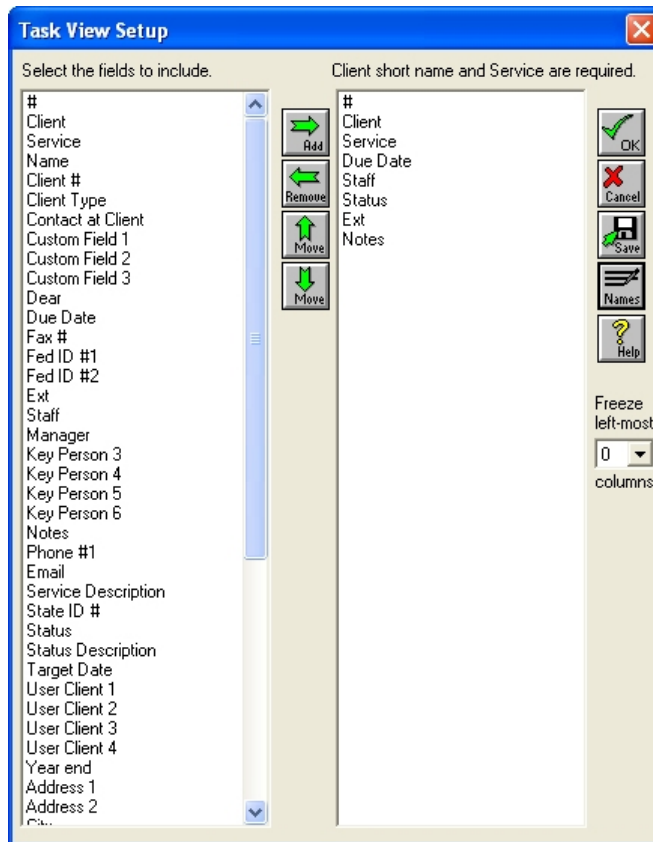 Task View Setup
Select the fields to include.
Client short name and Service are required.
#
Client
Service
Name
Client #
Client Type
Contact at Client
Custom Field 1
Custom Field 2
Custom Field 3
Dear
Due Date
Fax #
Fed ID #1
Fed ID #2
Ext
Staff
Manager
Key Person 3
Key Person 4
Key Person 5
Key Person 6
Notes
Phone #1
Email
Service Description
State ID #
Status
Status Description
Target Date
User Client 1
User Client 2
User Client 3
User Client 4
Year end
Address 1
Address 2
Add
Remove
Move
Move
#
Client
Service
Due Date
Staff
Status
Ext
Notes
OK
Cancel
Save
Names
Help
Freeze
left-most
0
columns